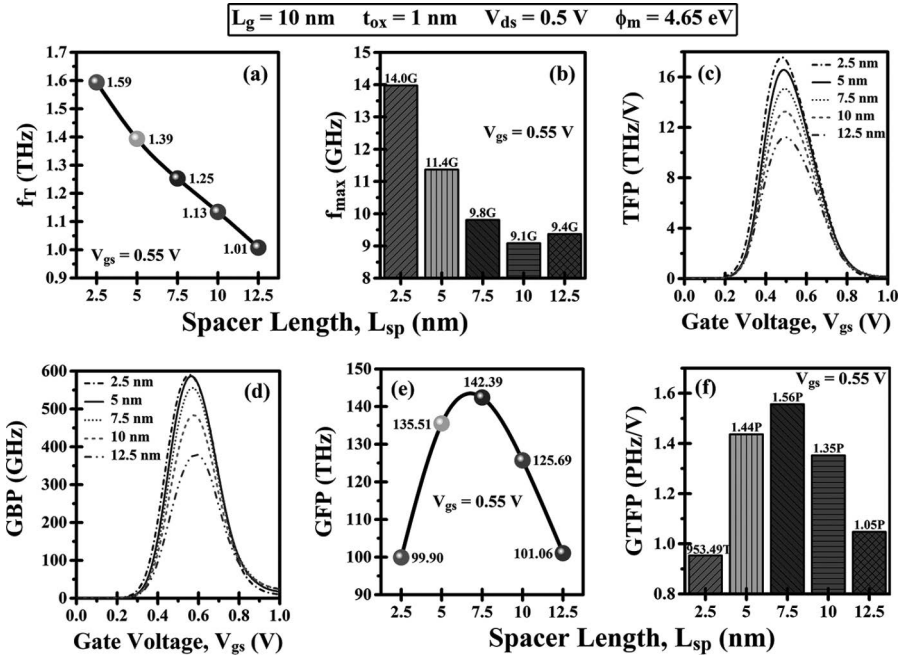 L_g = 10 nm t_ox = 1 nm V_ds = 0.5 V ϕ_m = 4.65 eV
(a)
f_T (THz)
1.7
1.6
1.5
1.4
1.3
1.2
1.1
1.0
0.9
1.59
1.39
1.25
1.13
1.01
V_gs = 0.55 V
2.5 5 7.5 10 12.5
(b)
f_max (GHz)
15
14
13
12
11
10
9
8
14.0G
11.4G
9.8G
9.1G
9.4G
V_gs = 0.55 V
2.5 5 7.5 10 12.5
Spacer Length, L_sp (nm)
(c)
TFP (THz/V)
16
12
8
4
0
2.5 nm
5 nm
7.5 nm
10 nm
12.5 nm
0.0 0.2 0.4 0.6 0.8 1.0
Gate Voltage, V_gs (V)
(d)
GBP (GHz)
600
500
400
300
200
100
0
2.5 nm
5 nm
7.5 nm
10 nm
12.5 nm
0.0 0.2 0.4 0.6 0.8 1.0
Gate Voltage, V_gs (V)
(e)
GFP (THz)
150
140
130
120
110
100
90
142.39
135.51
125.69
99.90
101.06
V_gs = 0.55 V
2.5 5 7.5 10 12.5
(f)
GTFP (PHz/V)
1.6
1.4
1.2
1.0
0.8
V_gs = 0.55 V
953.49T
1.44P
1.56P
1.35P
1.05P
2.5 5 7.5 10 12.5
Spacer Length, L_sp (nm)